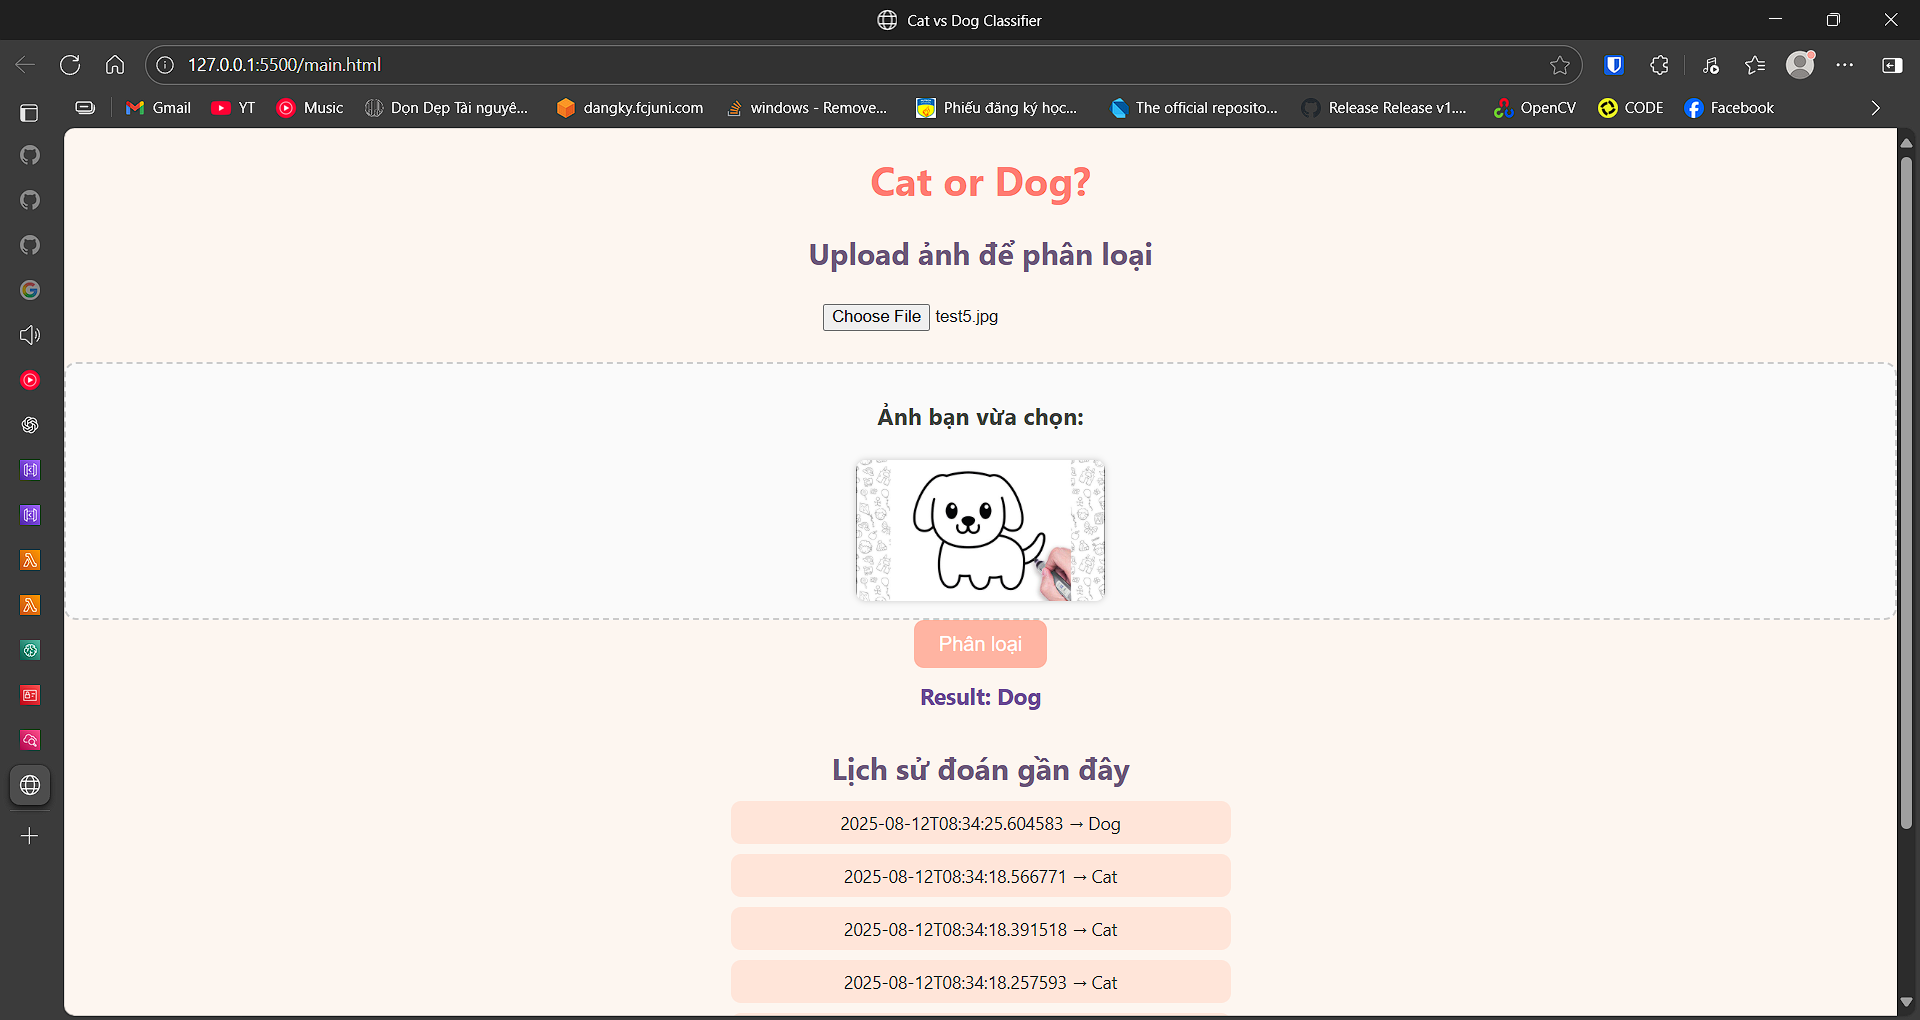 Cat vs Dog Classifier
127.0.0.1:5500/main.html
Gmail
YT
Music
Dọn Dẹp Tài nguyê...
dangky.fcjuni.com
windows - Remove...
Phiếu đăng ký học...
The official reposito...
Release Release v1....
OpenCV
CODE
Facebook
Cat or Dog?
Upload ảnh để phân loại
Choose File test5.jpg
Ảnh bạn vừa chọn:
Phân loại
Result: Dog
Lịch sử đoán gần đây
2025-08-12T08:34:25.604583 → Dog
2025-08-12T08:34:18.566771 → Cat
2025-08-12T08:34:18.391518 → Cat
2025-08-12T08:34:18.257593 → Cat